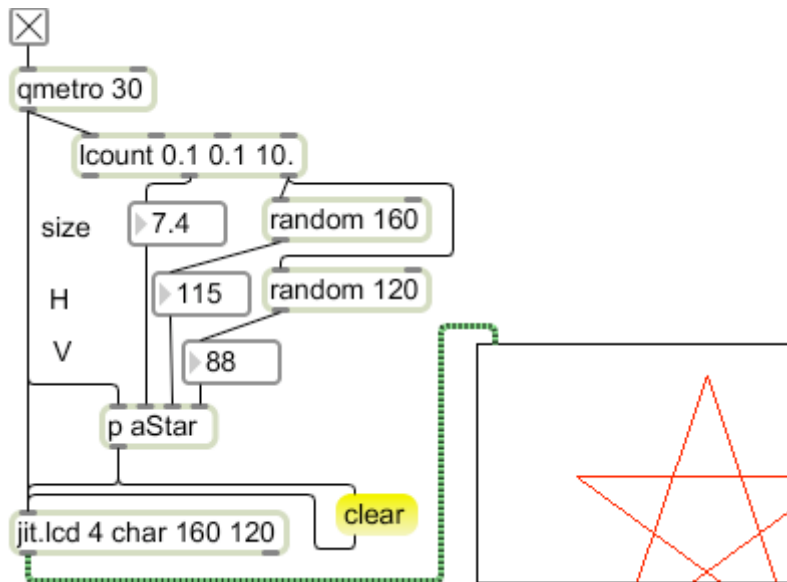 qmetro 30
lcount 0.1 0.1 10.
size
7.4
random 160
H
115
random 120
V
88
p aStar
clear
jit.lcd 4 char 160 120